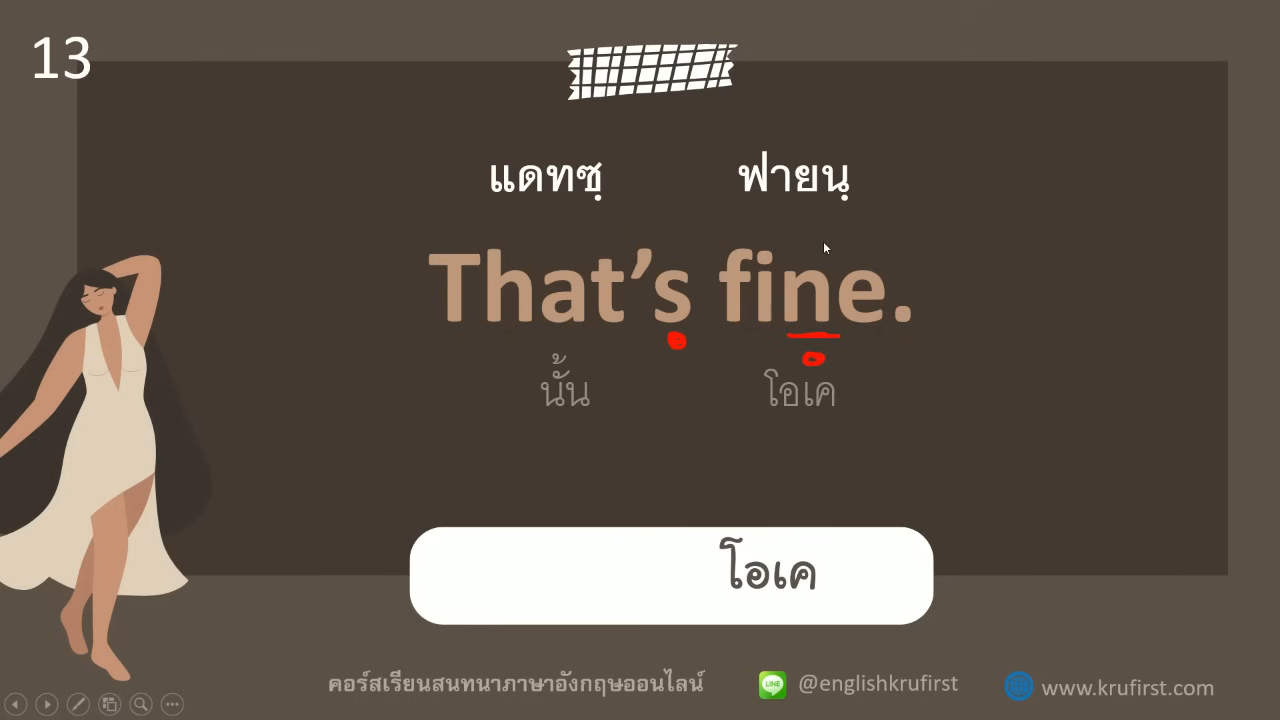 13
แดทซฺ ฟายนฺ
That's fine.
นั้น โอเค
โอเค
คอร์สเรียนสนทนาภาษาอังกฤษออนไลน์ LINE @englishkrufirst www.krufirst.com